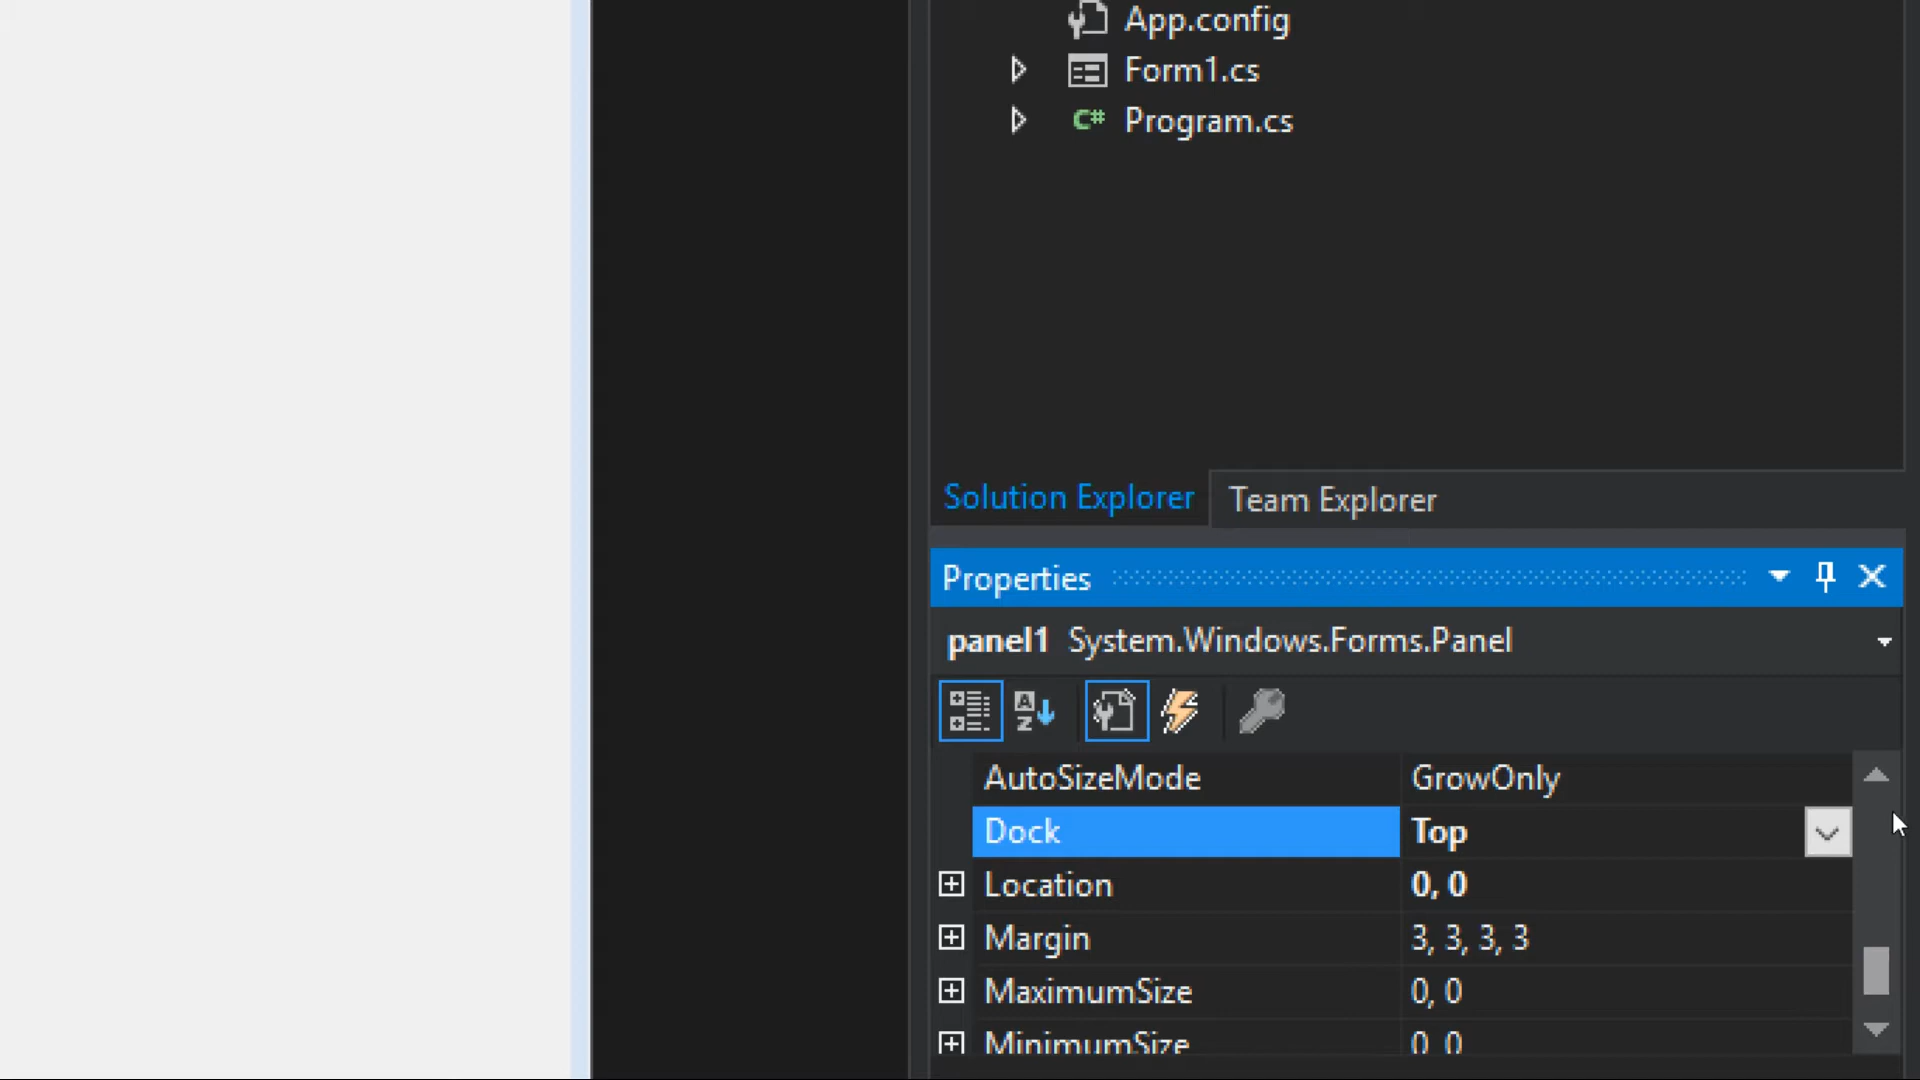 App.config
Form1.cs
C# Program.cs
Solution Explorer Team Explorer
Properties
panel1 System.Windows.Forms.Panel
AutoSizeMode GrowOnly
Dock Top
Location 0, 0
Margin 3, 3, 3, 3
MaximumSize 0, 0
MinimumSize 0, 0